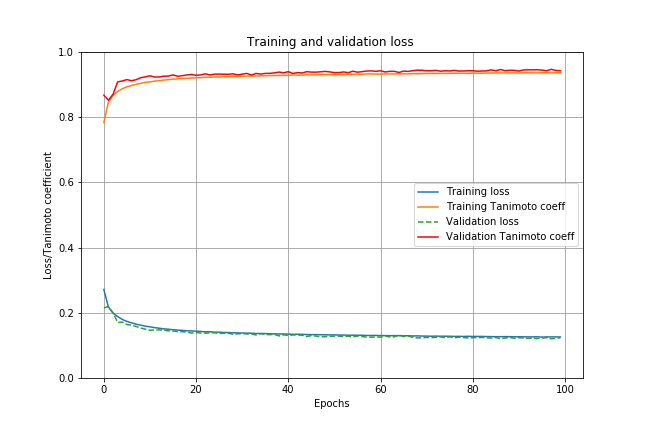 Training and validation loss
1.0
0.8
0.6
0.4
0.2
0.0
Loss/Tanimoto coefficient
Training loss
Training Tanimoto coeff
Validation loss
Validation Tanimoto coeff
0 20 40 60 80 100
Epochs